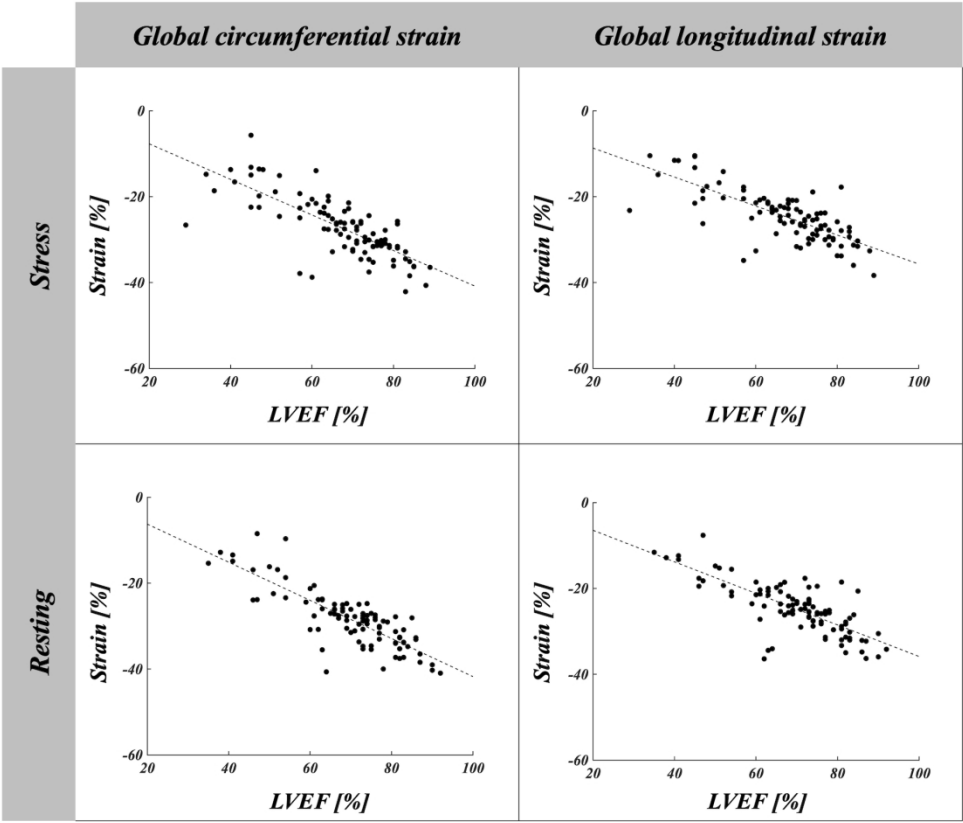 Global circumferential strain
Global longitudinal strain
Stress
0
-20
-40
-60
Strain [%]
20 40 60 80 100
LVEF [%]
0
-20
-40
-60
Strain [%]
20 40 60 80 100
LVEF [%]
Resting
0
-20
-40
-60
Strain [%]
20 40 60 80 100
LVEF [%]
0
-20
-40
-60
Strain [%]
20 40 60 80 100
LVEF [%]